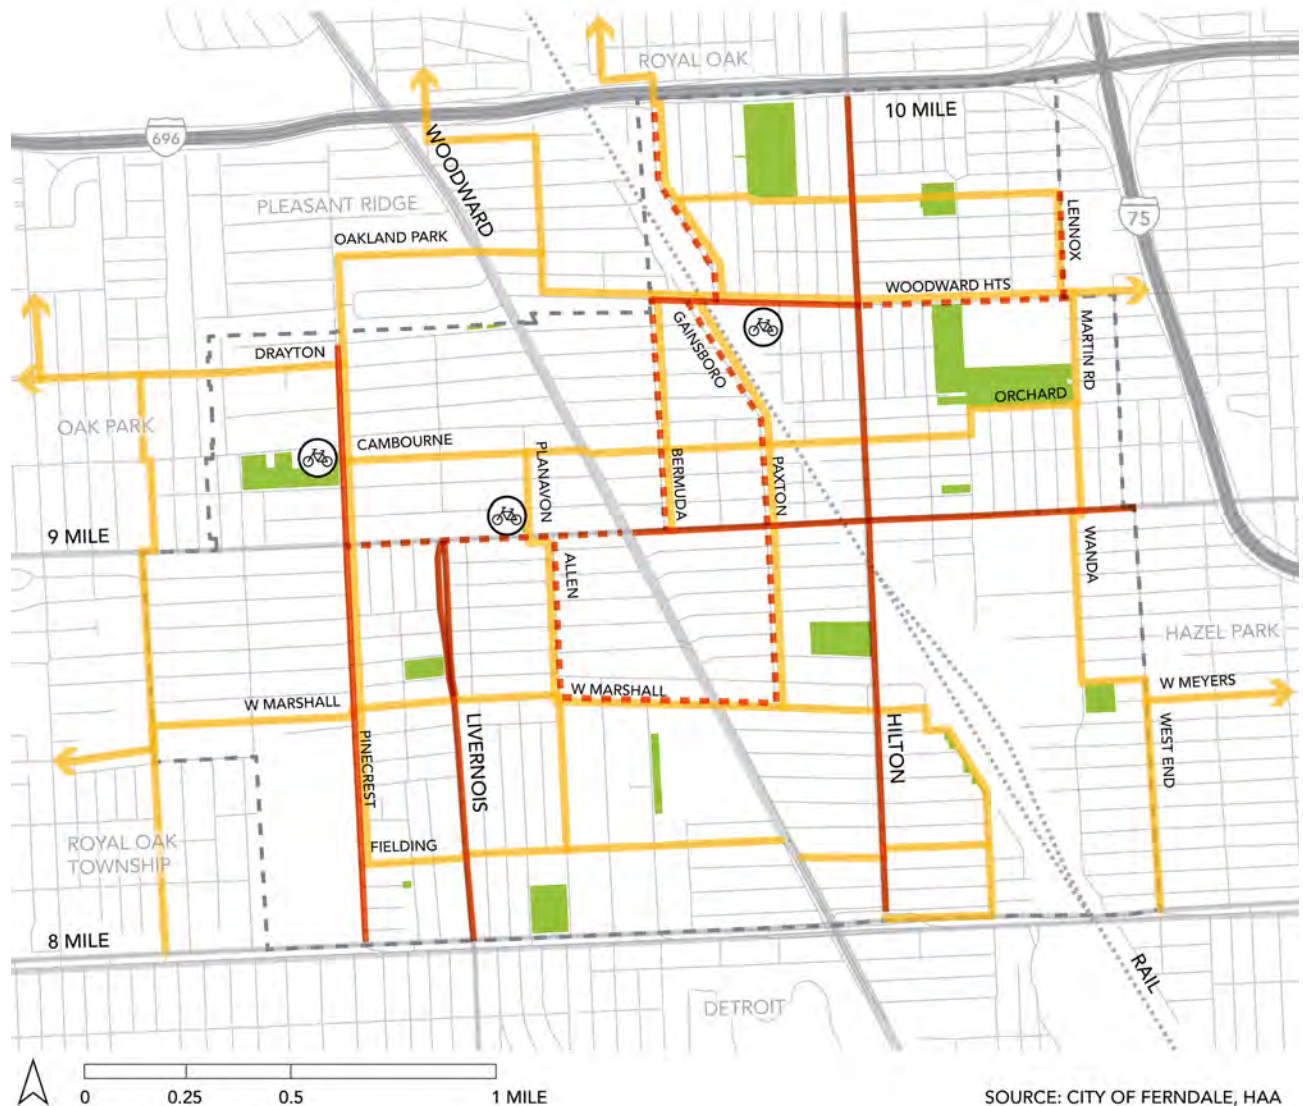 ROYAL OAK
10 MILE
696
WOODWARD
PLEASANT RIDGE
LENNOX
75
OAKLAND PARK
WOODWARD HTS
GAINSBORO
MARTIN RD
DRAYTON
ORCHARD
OAK PARK
CAMBOURNE
PLANAVON
BERMUDA
PAXTON
9 MILE
ALLEN
WANDA
HAZEL PARK
W MARSHALL
W MARSHALL
W MEYERS
PINECREST
LIVERNOIS
HILTON
WEST END
ROYAL OAK
TOWNSHIP
FIELDING
8 MILE
RAIL
DETROIT
0 0.25 0.5 1 MILE
SOURCE: CITY OF FERNDALE, HAA